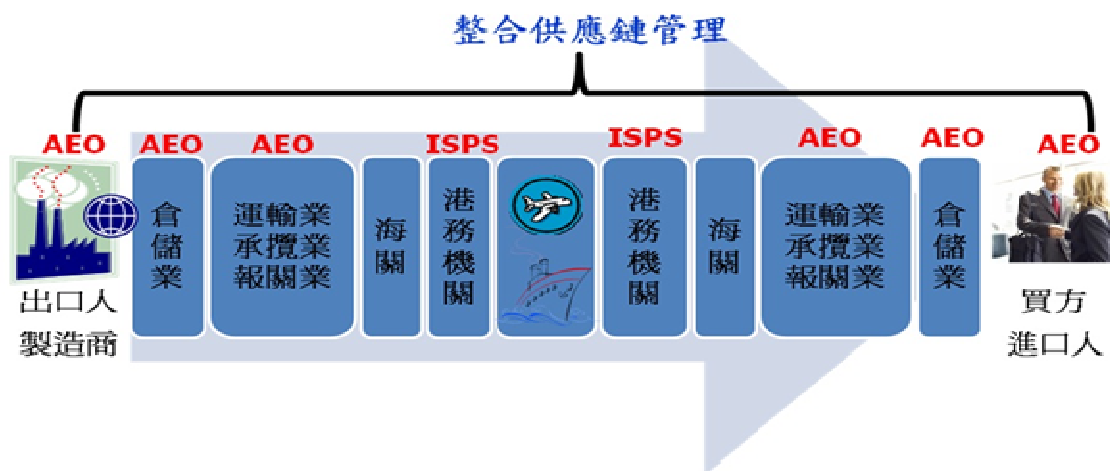 整合供應鏈管理
AEO
AEO
AEO
ISPS
ISPS
AEO
AEO
AEO
倉儲業
運輸業
承攬業
報關業
海關
港務機關
港務機關
海關
運輸業
承攬業
報關業
倉儲業
出口人
製造商
買方
進口人